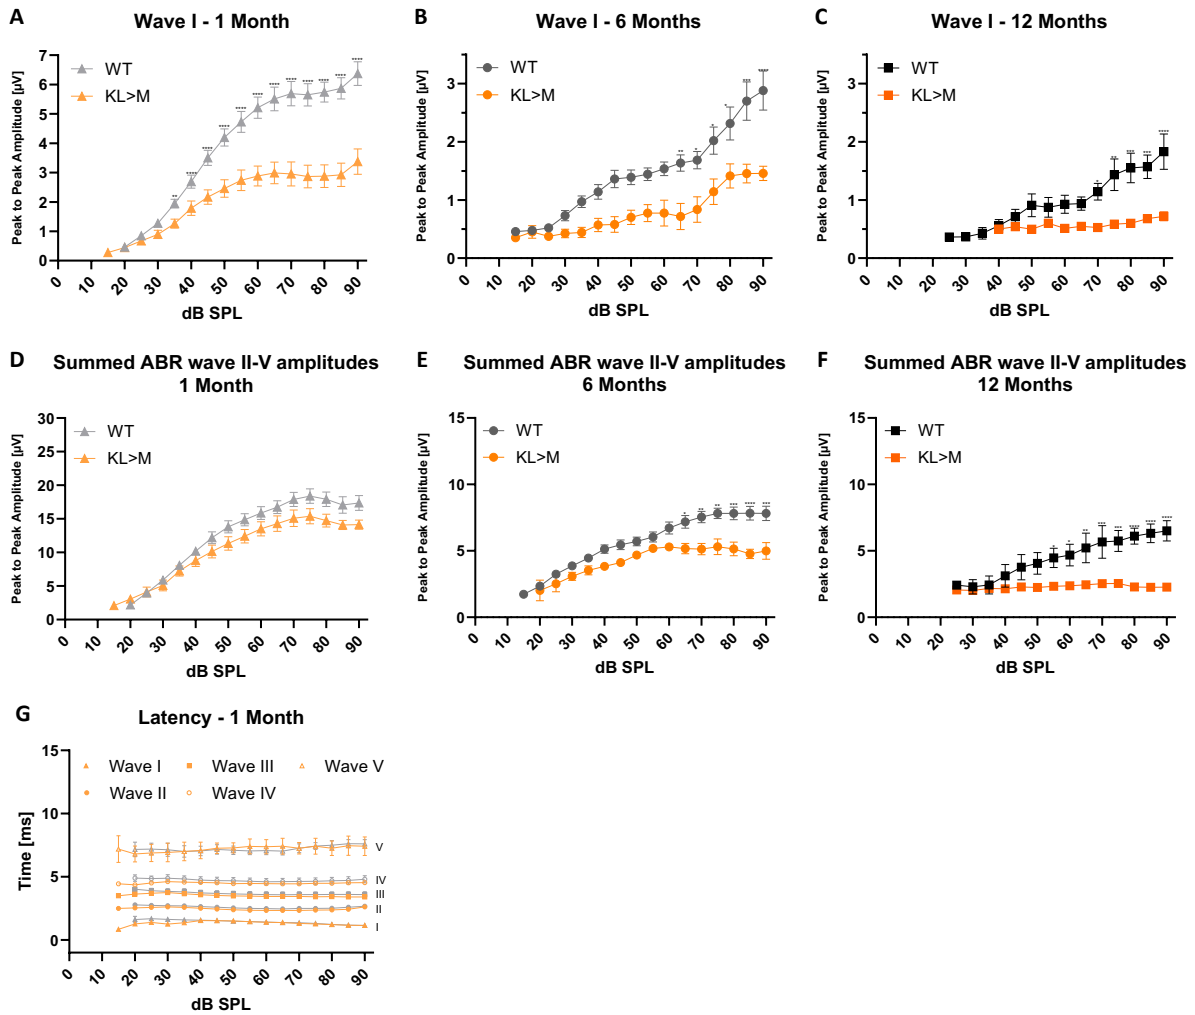 A
Wave I - 1 Month
Peak to Peak Amplitude [µV]
7
6
5
4
3
2
1
0
WT
KL>M
** **** **** **** **** **** **** **** **** **** **** ****
0 10 20 30 40 50 60 70 80 90
dB SPL
B
Wave I - 6 Months
Peak to Peak Amplitude [µV]
3
2
1
0
WT
KL>M
** * * * *** ****
0 10 20 30 40 50 60 70 80 90
dB SPL
C
Wave I - 12 Months
Peak to Peak Amplitude [µV]
3
2
1
0
WT
KL>M
* ** *** *** ****
0 10 20 30 40 50 60 70 80 90
dB SPL
D
Summed ABR wave II-V amplitudes
1 Month
Peak to Peak Amplitude [µV]
30
25
20
15
10
5
0
WT
KL>M
0 10 20 30 40 50 60 70 80 90
dB SPL
E
Summed ABR wave II-V amplitudes
6 Months
Peak to Peak Amplitude [µV]
15
10
5
0
WT
KL>M
* ** ** *** **** ***
0 10 20 30 40 50 60 70 80 90
dB SPL
F
Summed ABR wave II-V amplitudes
12 Months
Peak to Peak Amplitude [µV]
15
10
5
0
WT
KL>M
* * ** *** *** **** **** ****
0 10 20 30 40 50 60 70 80 90
dB SPL
G
Latency - 1 Month
Time [ms]
15
10
5
0
Wave I Wave III Wave V
Wave II Wave IV
V
IV
III
II
I
0 10 20 30 40 50 60 70 80 90
dB SPL